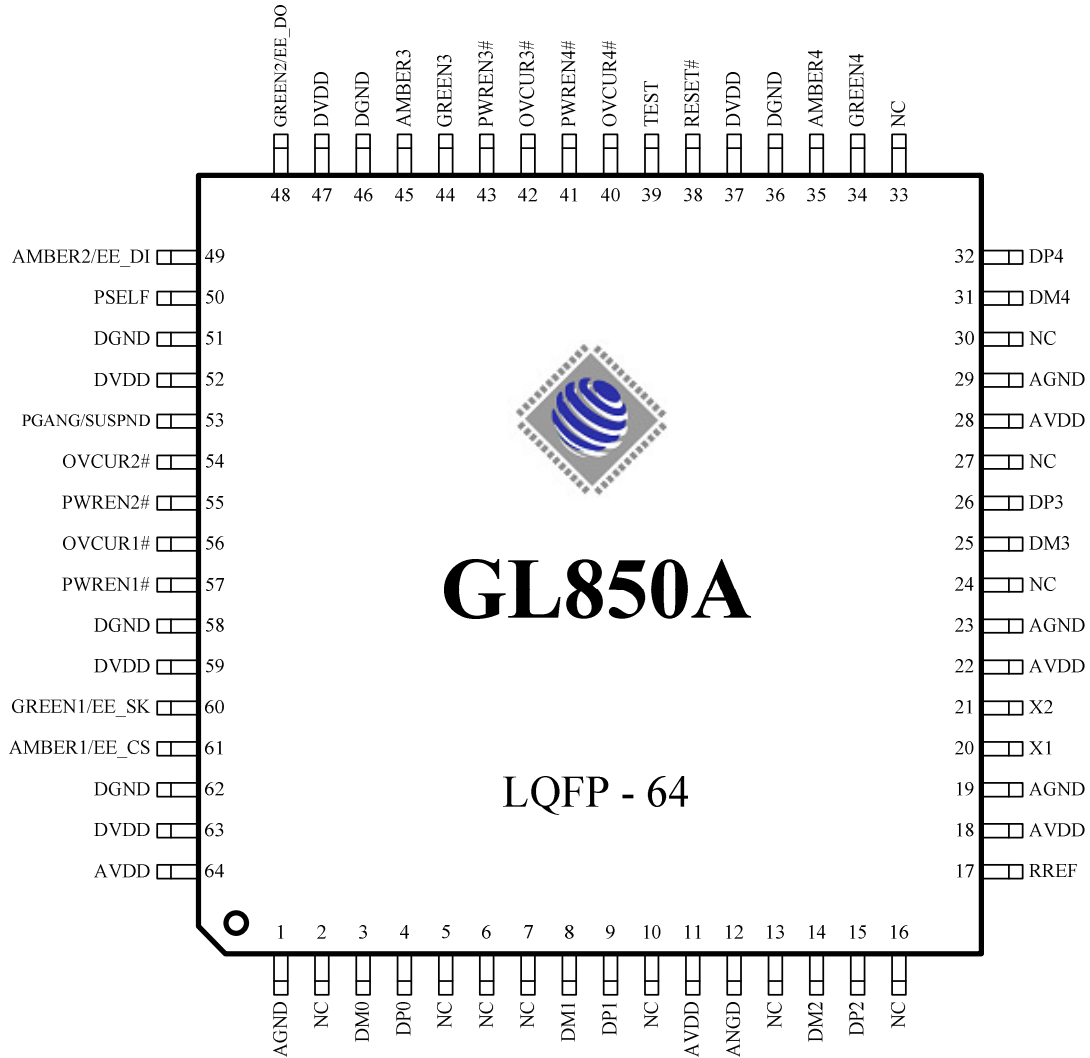 GREEN2/EE_DO
DVDD
DGND
AMBER3
GREEN3
PWREN3#
OVCUR3#
PWREN4#
OVCUR4#
TEST
RESET#
DVDD
DGND
AMBER4
GREEN4
NC
48 47 46 45 44 43 42 41 40 39 38 37 36 35 34 33
AMBER2/EE_DI 49
PSELF 50
DGND 51
DVDD 52
PGANG/SUSPND 53
OVCUR2# 54
PWREN2# 55
OVCUR1# 56
PWREN1# 57
DGND 58
DVDD 59
GREEN1/EE_SK 60
AMBER1/EE_CS 61
DGND 62
DVDD 63
AVDD 64
GL850A
LQFP - 64
32 DP4
31 DM4
30 NC
29 AGND
28 AVDD
27 NC
26 DP3
25 DM3
24 NC
23 AGND
22 AVDD
21 X2
20 X1
19 AGND
18 AVDD
17 RREF
1 2 3 4 5 6 7 8 9 10 11 12 13 14 15 16
AGND
NC
DM0
DP0
NC
NC
NC
DM1
DP1
NC
AVDD
ANGD
NC
DM2
DP2
NC